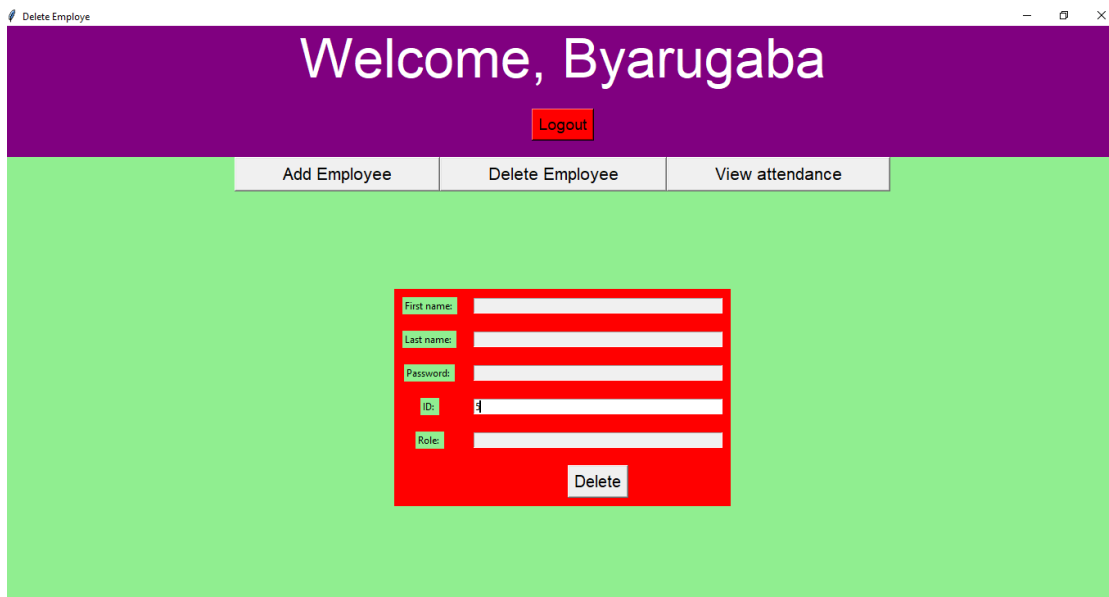 Delete Employe
Welcome, Byarugaba
Logout
Add Employee Delete Employee View attendance
First name:
Last name:
Password:
ID: 5
Role:
Delete